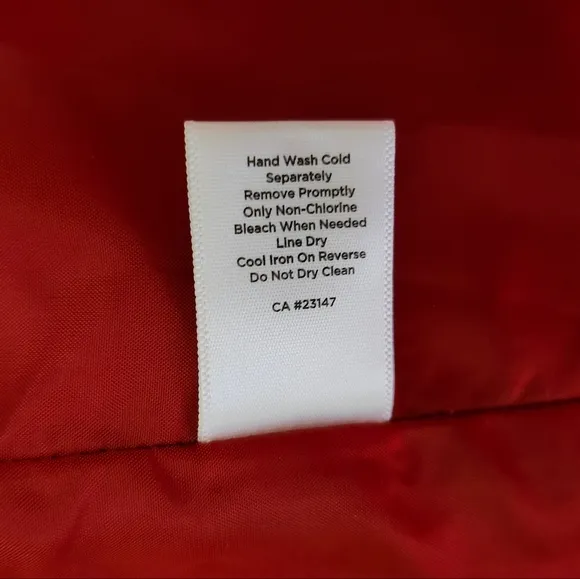 Hand Wash Cold
Separately
Remove Promptly
Only Non-Chlorine
Bleach When Needed
Line Dry
Cool Iron On Reverse
Do Not Dry Clean
CA #23147